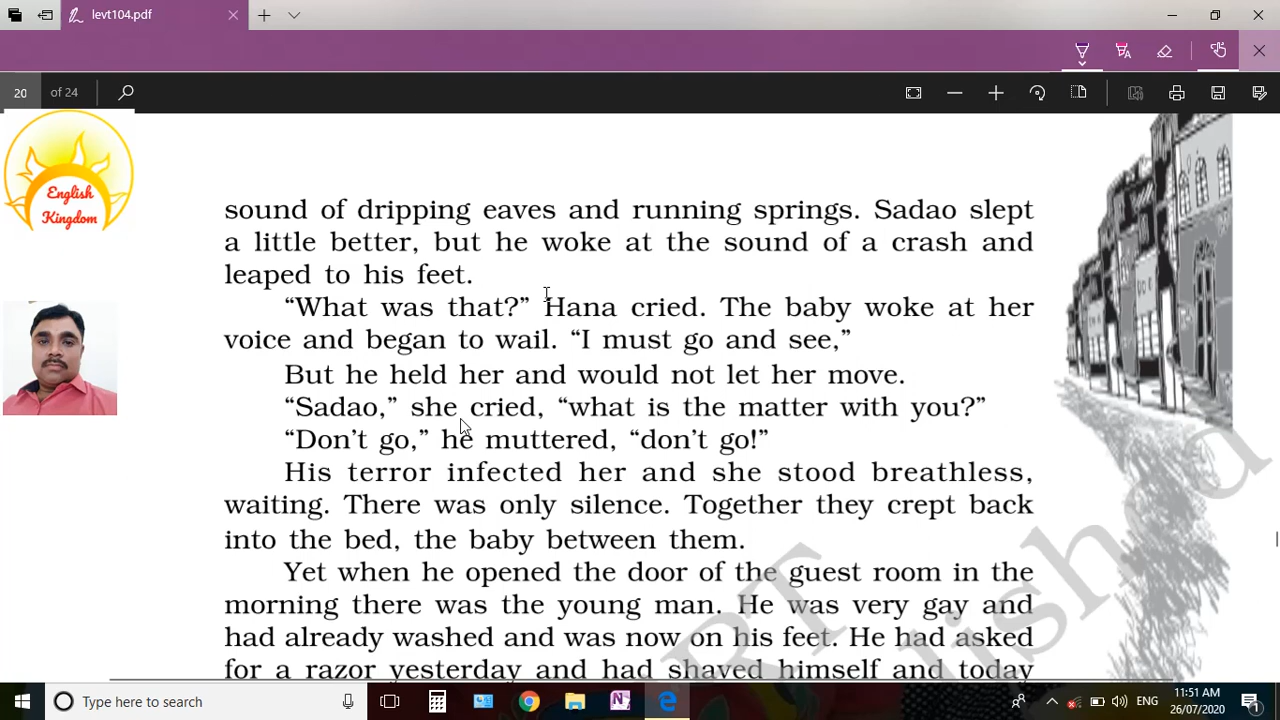 levt104.pdf
20 of 24
English
Kingdom
sound of dripping eaves and running springs. Sadao slept
a little better, but he woke at the sound of a crash and
leaped to his feet.
“What was that?” Hana cried. The baby woke at her
voice and began to wail. “I must go and see,”
But he held her and would not let her move.
“Sadao,” she cried, “what is the matter with you?”
“Don’t go,” he muttered, “don’t go!”
His terror infected her and she stood breathless,
waiting. There was only silence. Together they crept back
into the bed, the baby between them.
Yet when he opened the door of the guest room in the
morning there was the young man. He was very gay and
had already washed and was now on his feet. He had asked
for a razor yesterday and had shaved himself and today
RT
lished
Type here to search
ENG
11:51 AM
26/07/2020
1